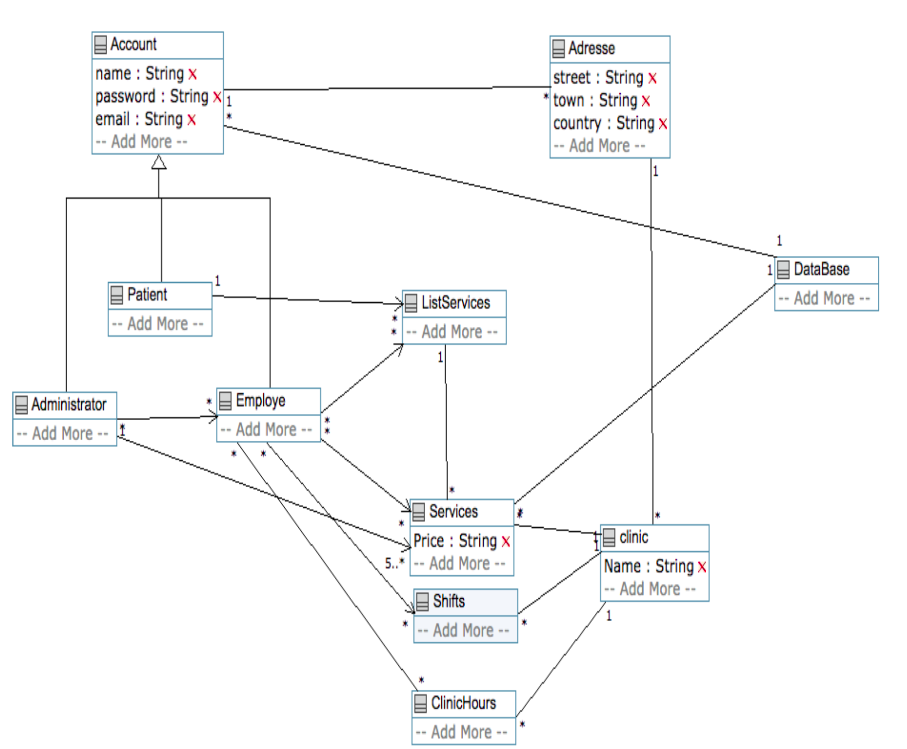 Account
name : String X
password : String X
email : String X
-- Add More --
1
*
Adresse
street : String X
town : String X
country : String X
-- Add More --
*
1
1
1
DataBase
-- Add More --
Patient
-- Add More --
1
ListServices
-- Add More --
*
*
1
Administrator
-- Add More --
*
1
*
Employe
-- Add More --
*
*
*
*
*
Services
Price : String X
-- Add More --
*
5..*
*
*
clinic
Name : String X
-- Add More --
*
1
1
1
Shifts
-- Add More --
*
*
ClinicHours
-- Add More --
*
*